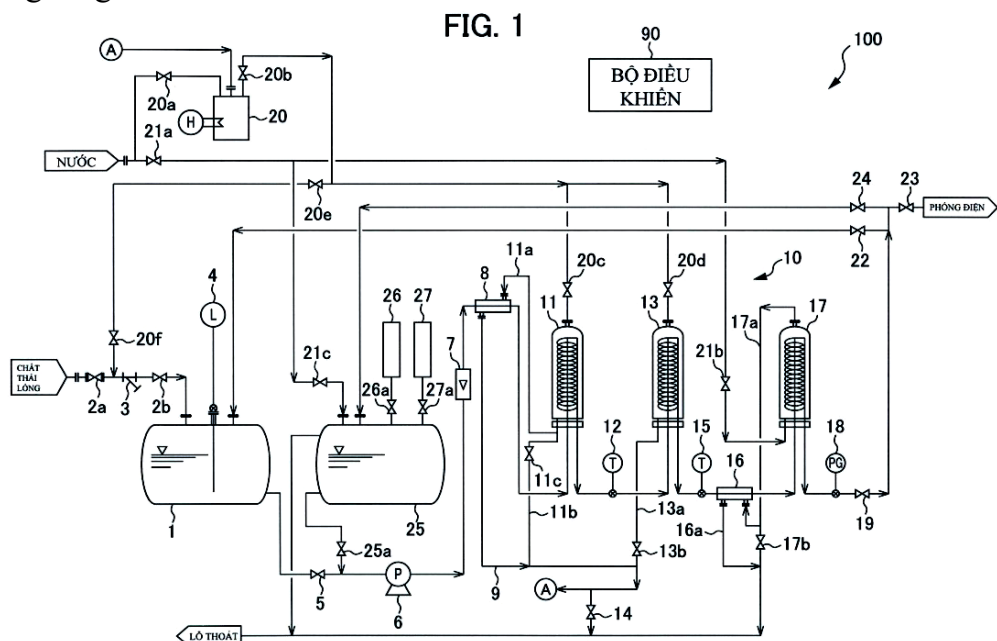 FIG. 1
90
100
BỘ ĐIỀU
KHIỂN
A
20b
20a
H
20
21a
NƯỚC
20e
24
23
PHÓNG ĐIỆN
22
4
L
26
27
8
11a
20c
20d
10
11
13
17a
17
7
20f
21c
21b
CHẤT
THẢI
LỎNG
2a
3
2b
26a
27a
12
15
18
T
T
16
PG
11c
19
1
25
11b
13a
16a
25a
13b
17b
P
5
6
9
A
14
LỖ THOÁT